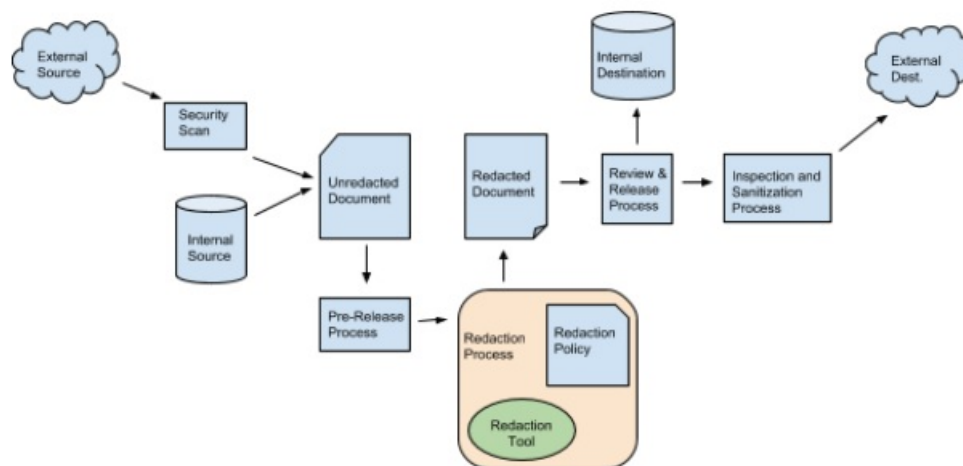 External
Source
Security
Scan
Internal
Source
Unredacted
Document
Pre-Release
Process
Redaction
Process
Redaction
Policy
Redaction
Tool
Redacted
Document
Review &
Release
Process
Internal
Destination
Inspection and
Sanitization
Process
External
Dest.